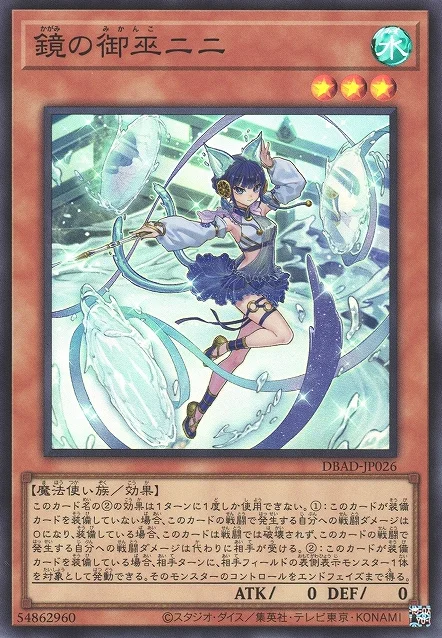 鏡の御巫ニニ
水
DBAD-JP026
【魔法使い族／効果】
このカード名の②の効果は１ターンに１度しか使用できない。①：このカードが装備
カードを装備していない場合、このカードの戦闘で発生する自分への戦闘ダメージは
０になり、装備している場合、このカードは戦闘では破壊されず、このカードの戦闘で
発生する自分への戦闘ダメージは代わりに相手が受ける。②：このカードが装備
カードを装備している場合、相手ターンに、相手フィールドの表側表示モンスター１体
を対象として発動できる。そのモンスターのコントロールをエンドフェイズまで得る。
ATK/ 0 DEF/ 0
54862960 ©スタジオ・ダイス／集英社・テレビ東京・KONAMI